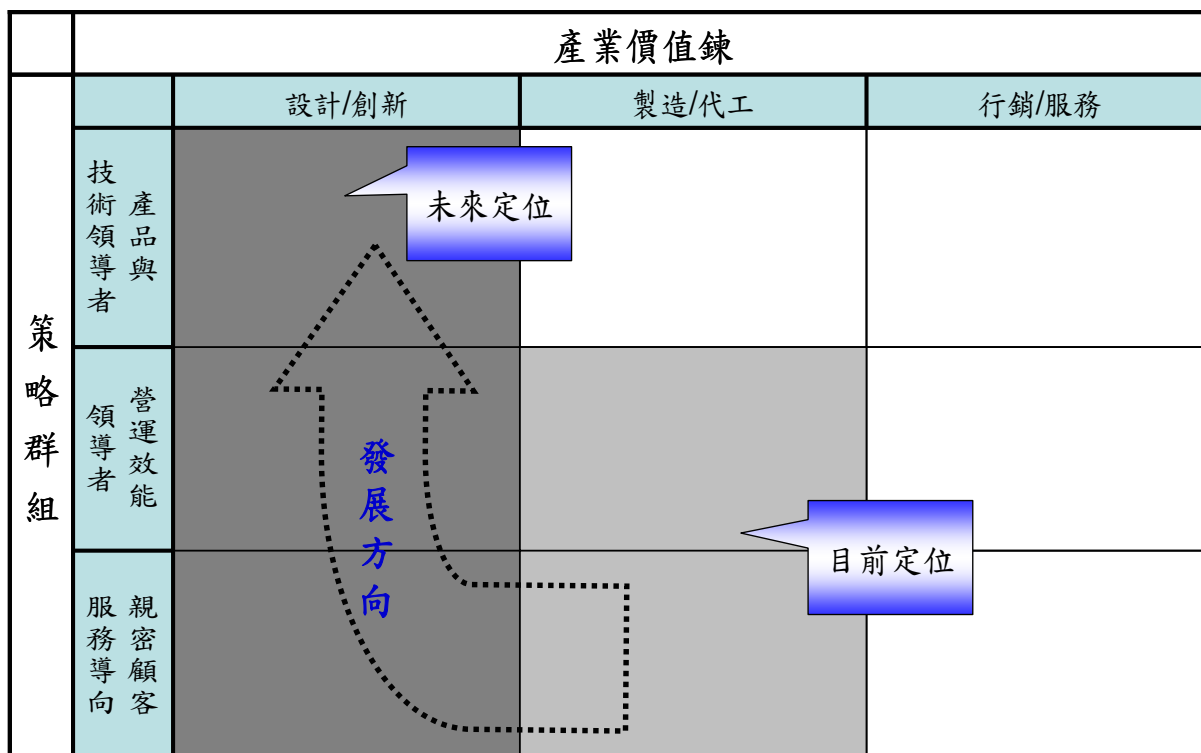 產業價值鍊
設計/創新
製造/代工
行銷/服務
策略群組
產品與
技術領導者
營運效能
領導者
親密顧客
服務導向
未來定位
發展方向
目前定位